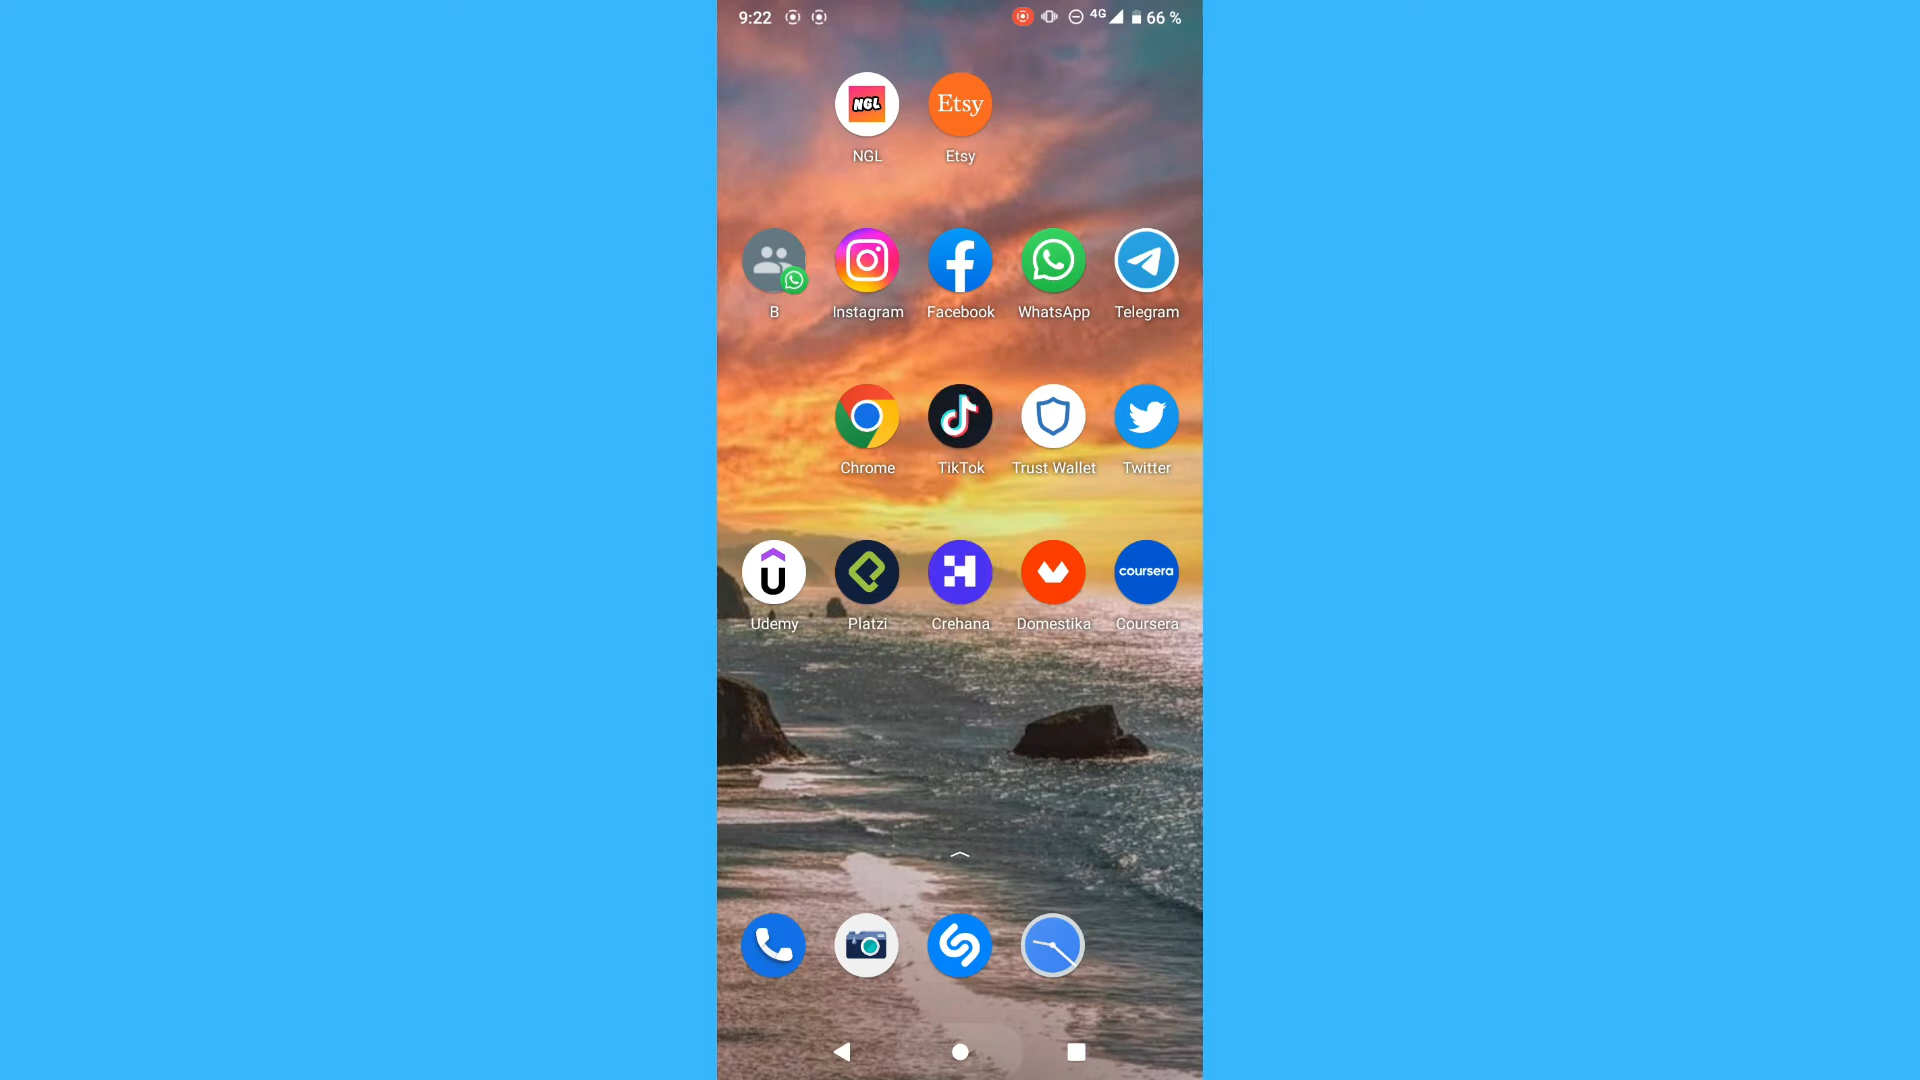 9:22 4G 66 %
NGL Etsy
NGL Etsy
B Instagram Facebook WhatsApp Telegram
Chrome TikTok Trust Wallet Twitter
U coursera
Udemy Platzi Crehana Domestika Coursera